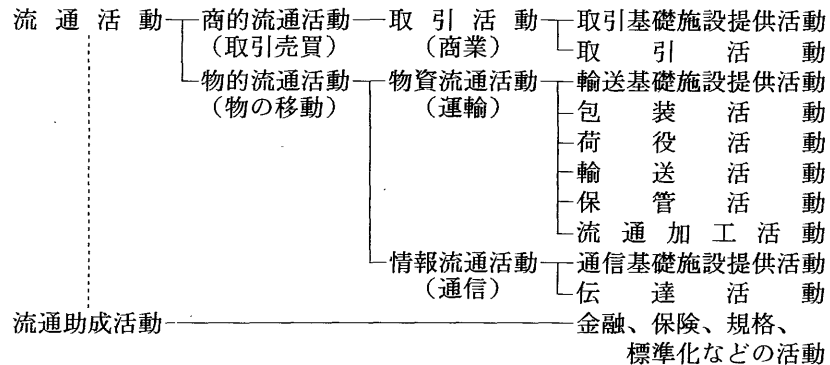 流通活動 商的流通活動 取引活動 取引基礎施設提供活動
(取引売買) (商業) 取引活動
物的流通活動 物資流通活動 輸送基礎施設提供活動
(物の移動) (運輸) 包装活動
荷役活動
輸送活動
保管活動
流通加工活動
情報流通活動 通信基礎施設提供活動
(通信) 伝達活動
流通助成活動 金融、保険、規格、
標準化などの活動